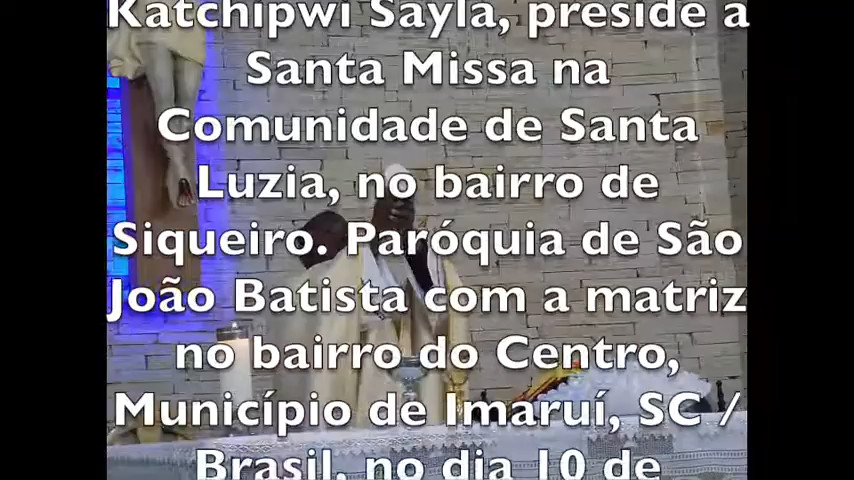 Katchipwi Sayla, preside a
Santa Missa na
Comunidade de Santa
Luzia, no bairro de
Siqueiro. Paróquia de São
João Batista com a matriz
no bairro do Centro,
Município de Imaruí, SC /
Brasil, no dia 10 de